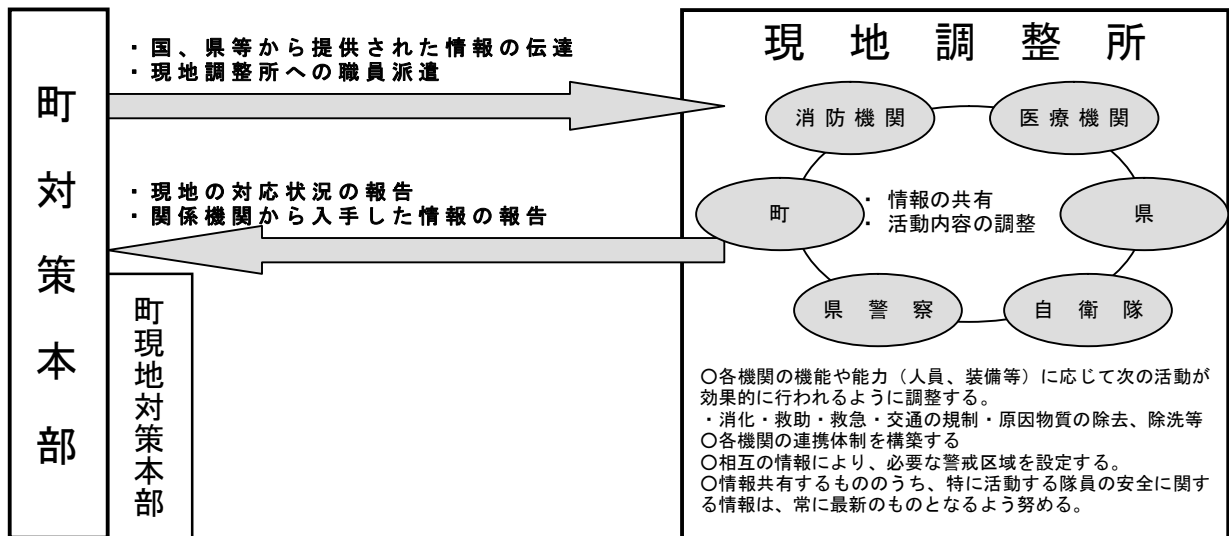 町対策本部
・国、県等から提供された情報の伝達
・現地調整所への職員派遣
・現地の対応状況の報告
・関係機関から入手した情報の報告
町現地対策本部
現地調整所
消防機関
医療機関
町
・情報の共有
・活動内容の調整
県
県警察
自衛隊
〇各機関の機能や能力（人員、装備等）に応じて次の活動が
効果的に行われるように調整する。
・消化・救助・救急・交通の規制・原因物質の除去、除洗等
〇各機関の連携体制を構築する
〇相互の情報により、必要な警戒区域を設定する。
〇情報共有するもののうち、特に活動する隊員の安全に関す
る情報は、常に最新のものとなるよう努める。